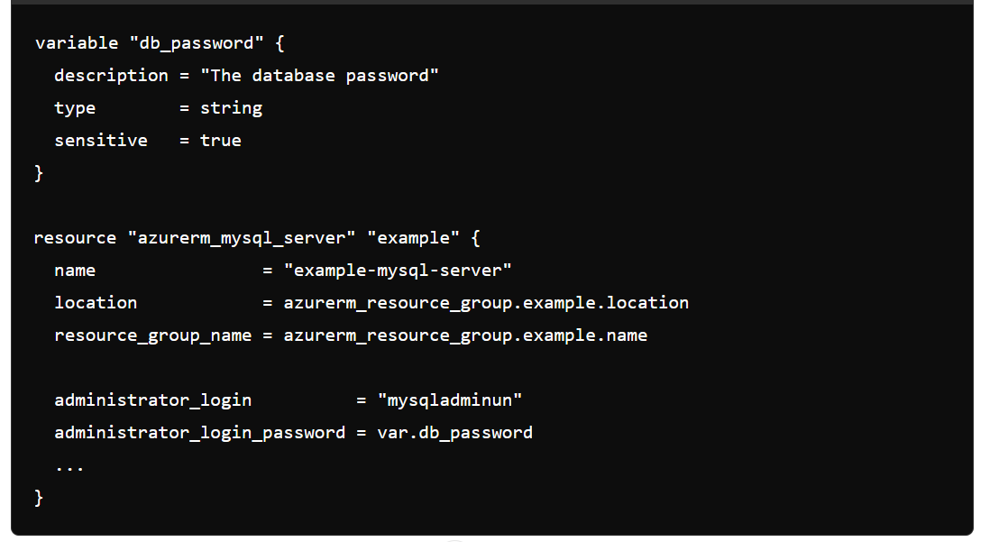 variable "db_password" {
  description = "The database password"
  type        = string
  sensitive   = true
}

resource "azurerm_mysql_server" "example" {
  name                = "example-mysql-server"
  location            = azurerm_resource_group.example.location
  resource_group_name = azurerm_resource_group.example.name

  administrator_login          = "mysqladminun"
  administrator_login_password = var.db_password
  ...
}